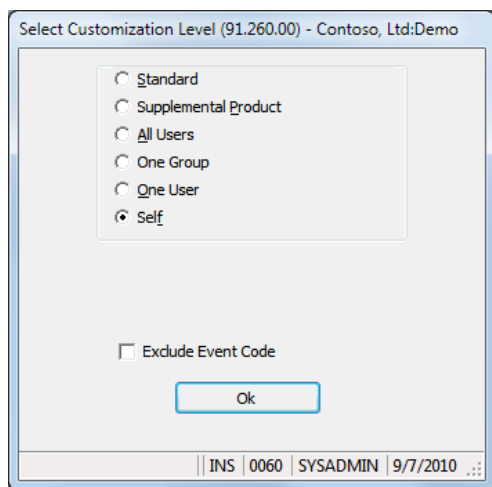 Select Customization Level (91.260.00) - Contoso, Ltd:Demo
Standard
Supplemental Product
All Users
One Group
One User
Self
Exclude Event Code
Ok
INS 0060 SYSADMIN 9/7/2010